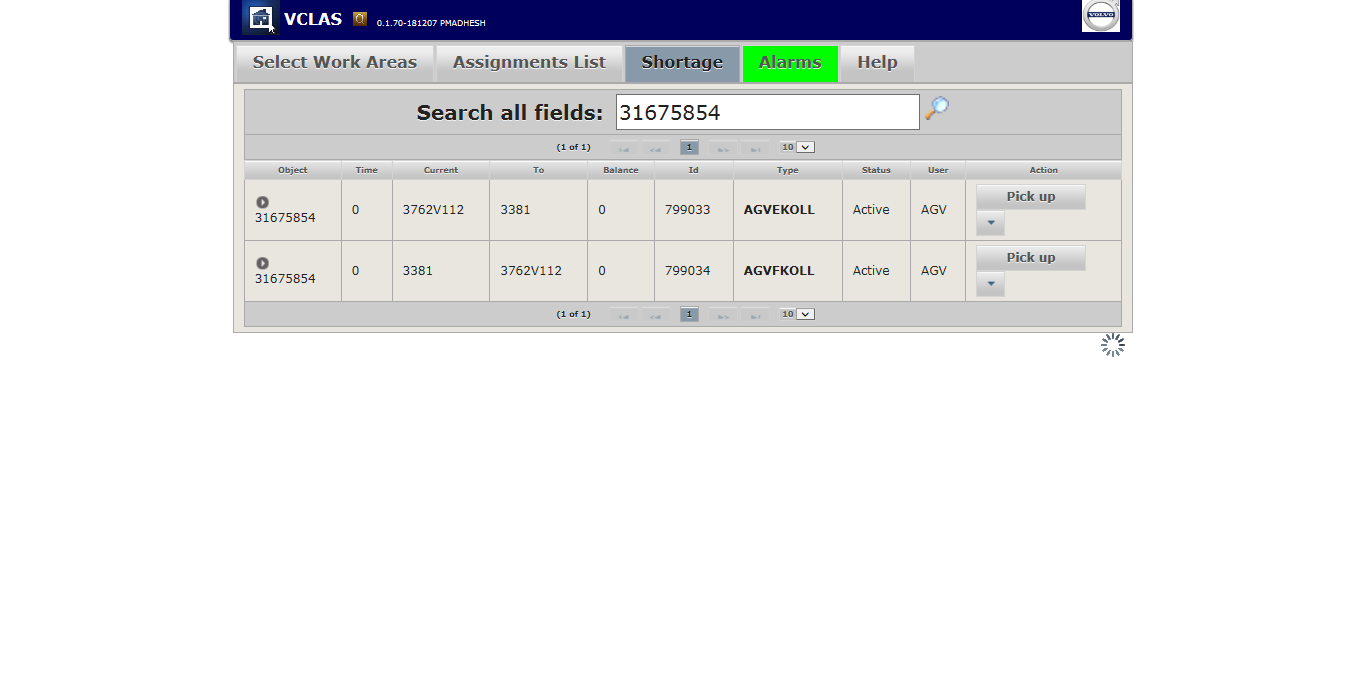 VCLAS 0.1.70-181207 PMADHESH VOLVO
Select Work Areas Assignments List Shortage Alarms Help
Search all fields: 31675854
(1 of 1) 1 10
Object Time Current To Balance Id Type Status User Action
31675854 0 3762V112 3381 0 799033 AGVEKOLL Active AGV Pick up
31675854 0 3381 3762V112 0 799034 AGVFKOLL Active AGV Pick up
(1 of 1) 1 10